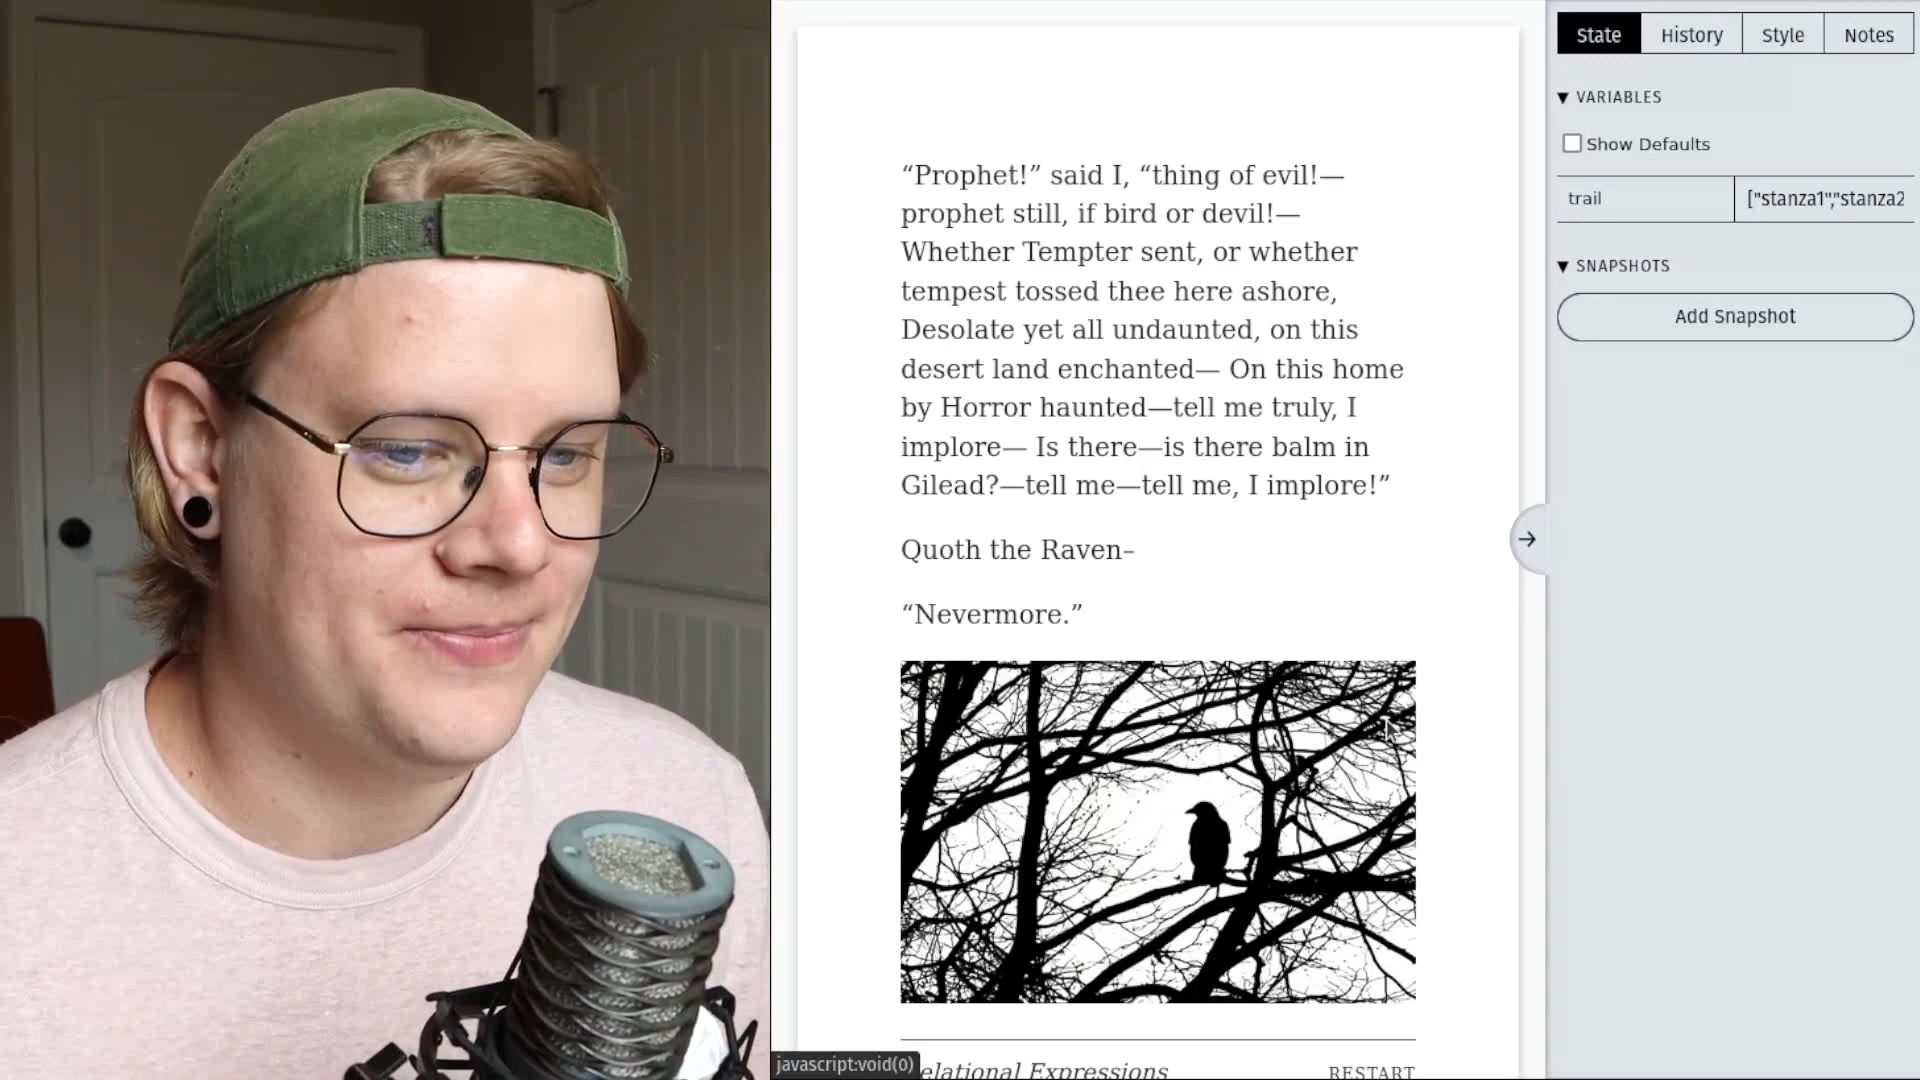 “Prophet!” said I, “thing of evil!—
prophet still, if bird or devil!—
Whether Tempter sent, or whether
tempest tossed thee here ashore,
Desolate yet all undaunted, on this
desert land enchanted— On this home
by Horror haunted—tell me truly, I
implore— Is there—is there balm in
Gilead?—tell me—tell me, I implore!”
Quoth the Raven–
“Nevermore.”
elational Expressions
RESTART
javascript:void(0)
State History Style Notes
▼ VARIABLES
Show Defaults
trail ["stanza1","stanza2
▼ SNAPSHOTS
Add Snapshot
→